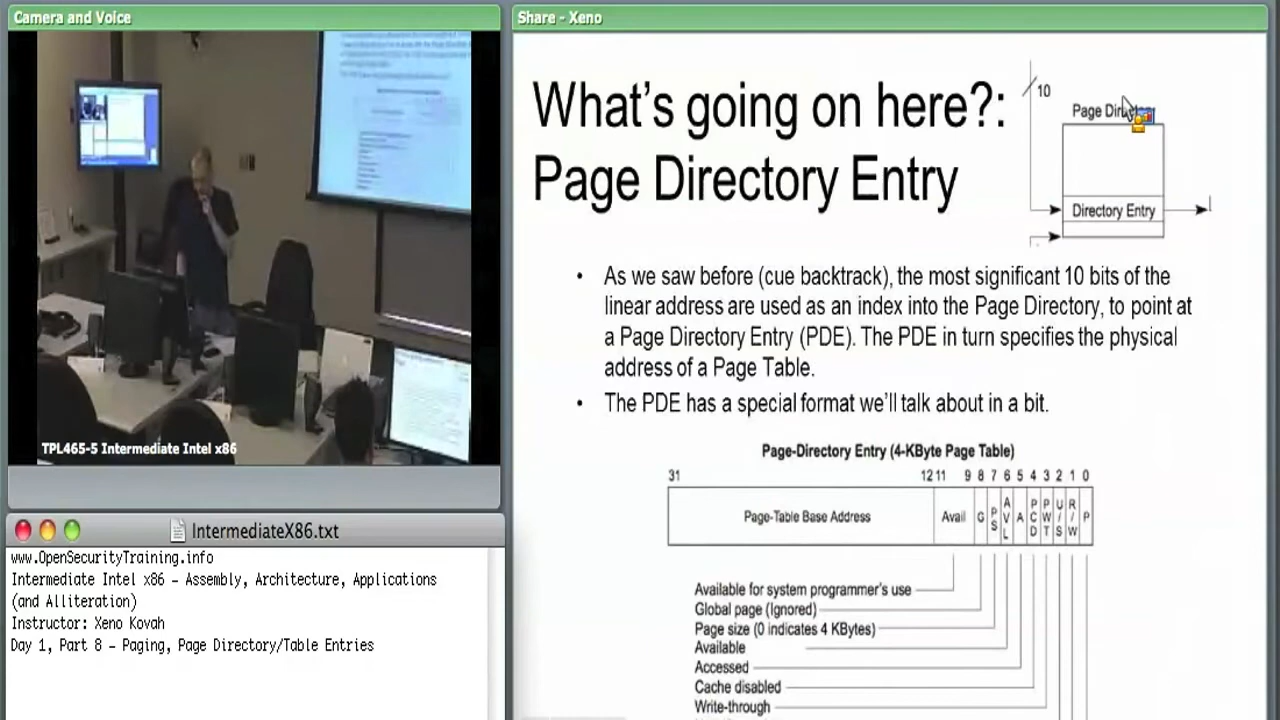 Camera and Voice
TPL465-5 Intermediate Intel x86
IntermediateX86.txt
www.OpenSecurityTraining.info
Intermediate Intel x86 – Assembly, Architecture, Applications
(and Alliteration)
Instructor: Xeno Kovah
Day 1, Part 8 – Paging, Page Directory/Table Entries
Share - Xeno
What's going on here?:
Page Directory Entry
10
Page
Directory Entry
• As we saw before (cue backtrack), the most significant 10 bits of the
linear address are used as an index into the Page Directory, to point at
a Page Directory Entry (PDE). The PDE in turn specifies the physical
address of a Page Table.
• The PDE has a special format we'll talk about in a bit.
Page-Directory Entry (4-KByte Page Table)
31 12 11 9 8 7 6 5 4 3 2 1 0
Page-Table Base Address Avail G PS AVL A PCD PWT U/S R/W P
Available for system programmer's use
Global page (Ignored)
Page size (0 indicates 4 KBytes)
Available
Accessed
Cache disabled
Write-through